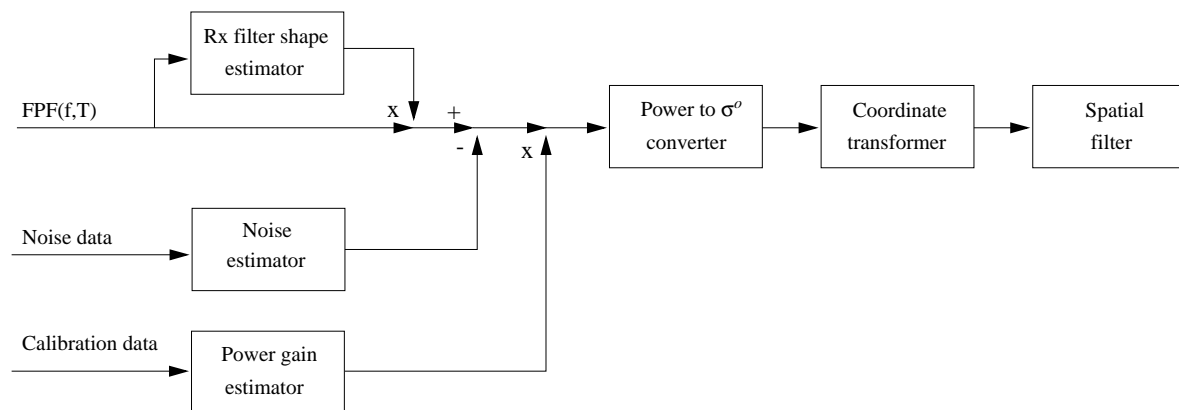 Rx filter shape
estimator
FPF(f,T)
x
+
-
x
Power to σ^o
converter
Coordinate
transformer
Spatial
filter
Noise data
Noise
estimator
Calibration data
Power gain
estimator